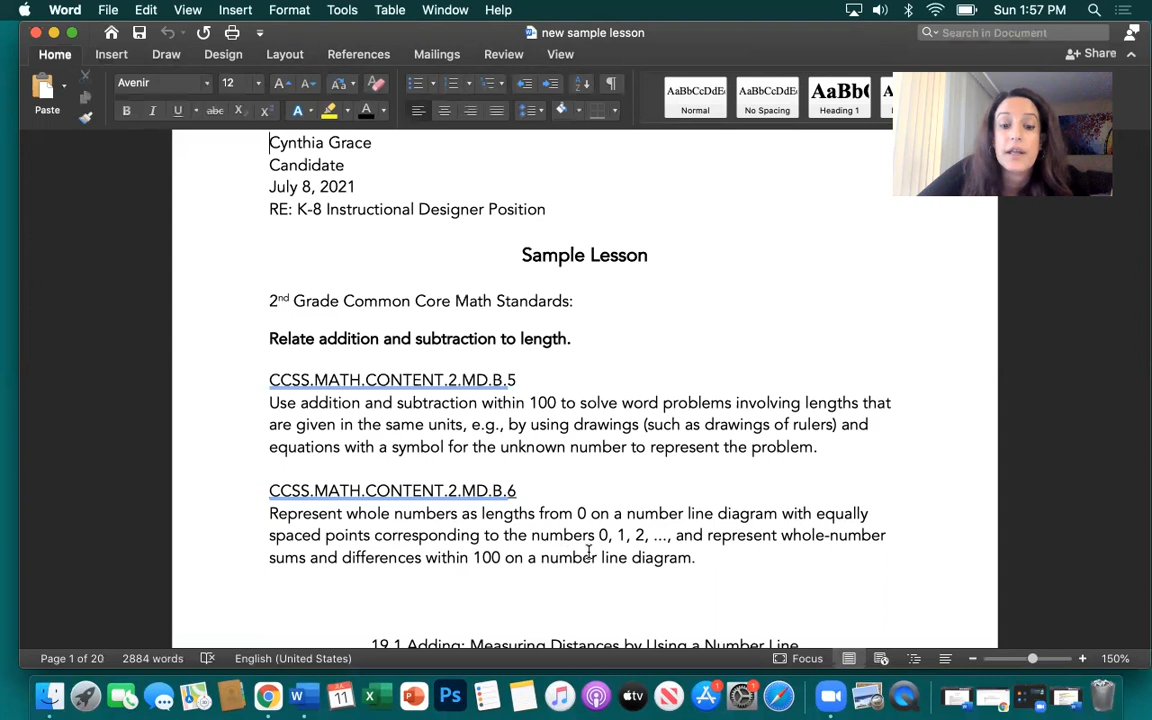 Word File Edit View Insert Format Tools Table Window Help Sun 1:57 PM
new sample lesson Search in Document
Home Insert Draw Design Layout References Mailings Review View Share
Paste Avenir 12 AaBbCcDdEe Normal AaBbCcDdEe No Spacing AaBbC Heading 1
Cynthia Grace
Candidate
July 8, 2021
RE: K-8 Instructional Designer Position
Sample Lesson
2nd Grade Common Core Math Standards:
Relate addition and subtraction to length.
CCSS.MATH.CONTENT.2.MD.B.5
Use addition and subtraction within 100 to solve word problems involving lengths that
are given in the same units, e.g., by using drawings (such as drawings of rulers) and
equations with a symbol for the unknown number to represent the problem.
CCSS.MATH.CONTENT.2.MD.B.6
Represent whole numbers as lengths from 0 on a number line diagram with equally
spaced points corresponding to the numbers 0, 1, 2, ..., and represent whole-number
sums and differences within 100 on a number line diagram.
19.1 Adding: Measuring Distances by Using a Number Line
Page 1 of 20 2884 words English (United States) Focus 150%